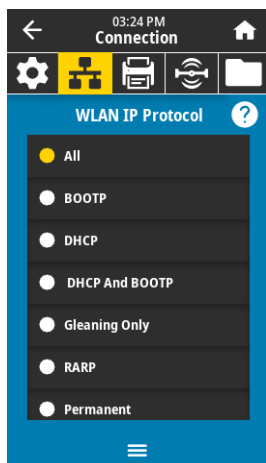 03:24 PM
Connection
WLAN IP Protocol
?
All
BOOTP
DHCP
DHCP And BOOTP
Gleaning Only
RARP
Permanent